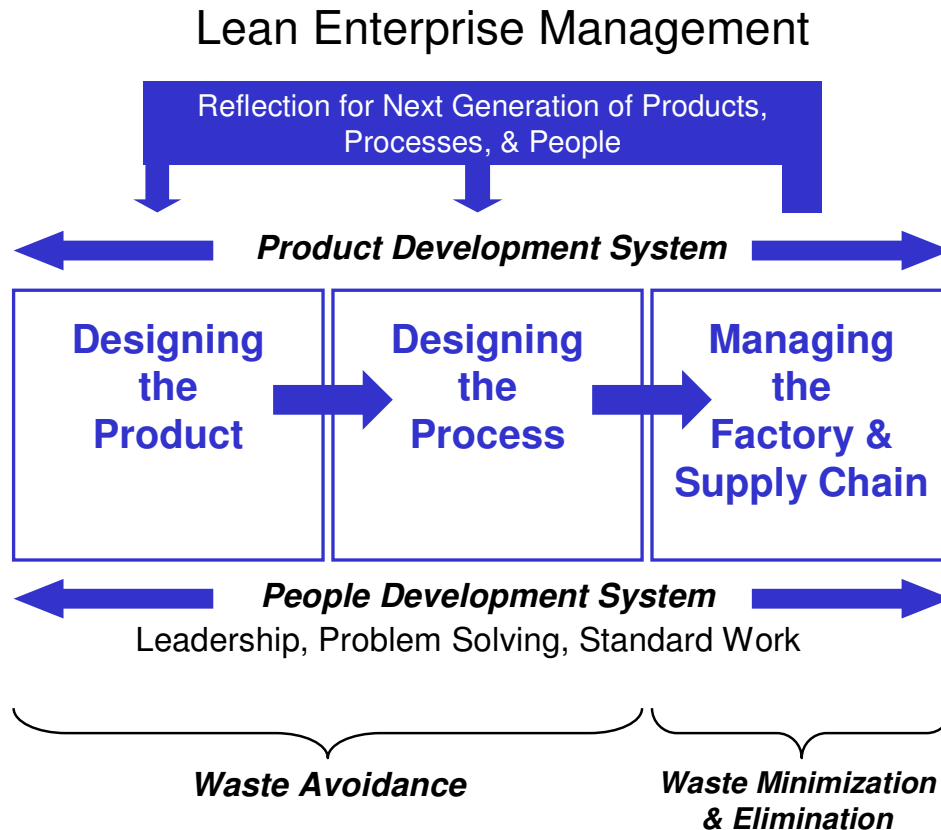 Lean Enterprise Management
Reflection for Next Generation of Products,
Processes, & People
Product Development System
Designing
the
Product
Designing
the
Process
Managing
the
Factory &
Supply Chain
People Development System
Leadership, Problem Solving, Standard Work
Waste Avoidance
Waste Minimization
& Elimination